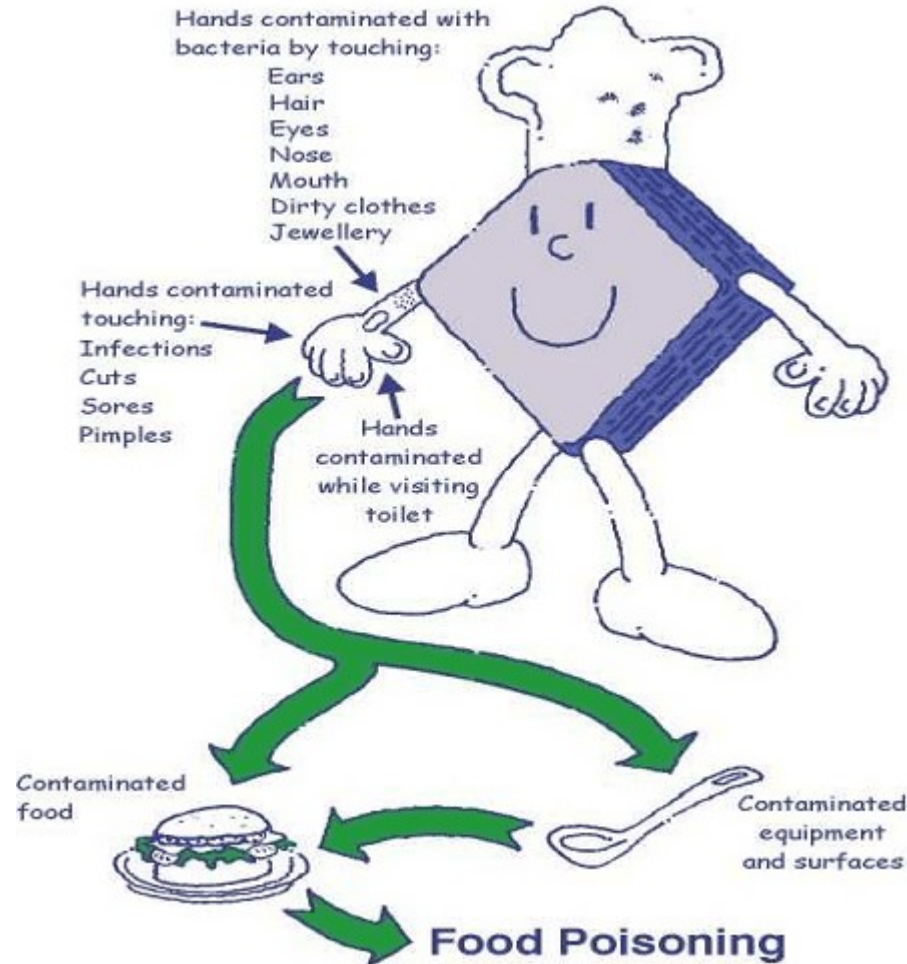 Hands contaminated with
bacteria by touching:
Ears
Hair
Eyes
Nose
Mouth
Dirty clothes
Jewellery
Hands contaminated
touching:
Infections
Cuts
Sores
Pimples
Hands
contaminated
while visiting
toilet
Contaminated
food
Contaminated
equipment
and surfaces
Food Poisoning